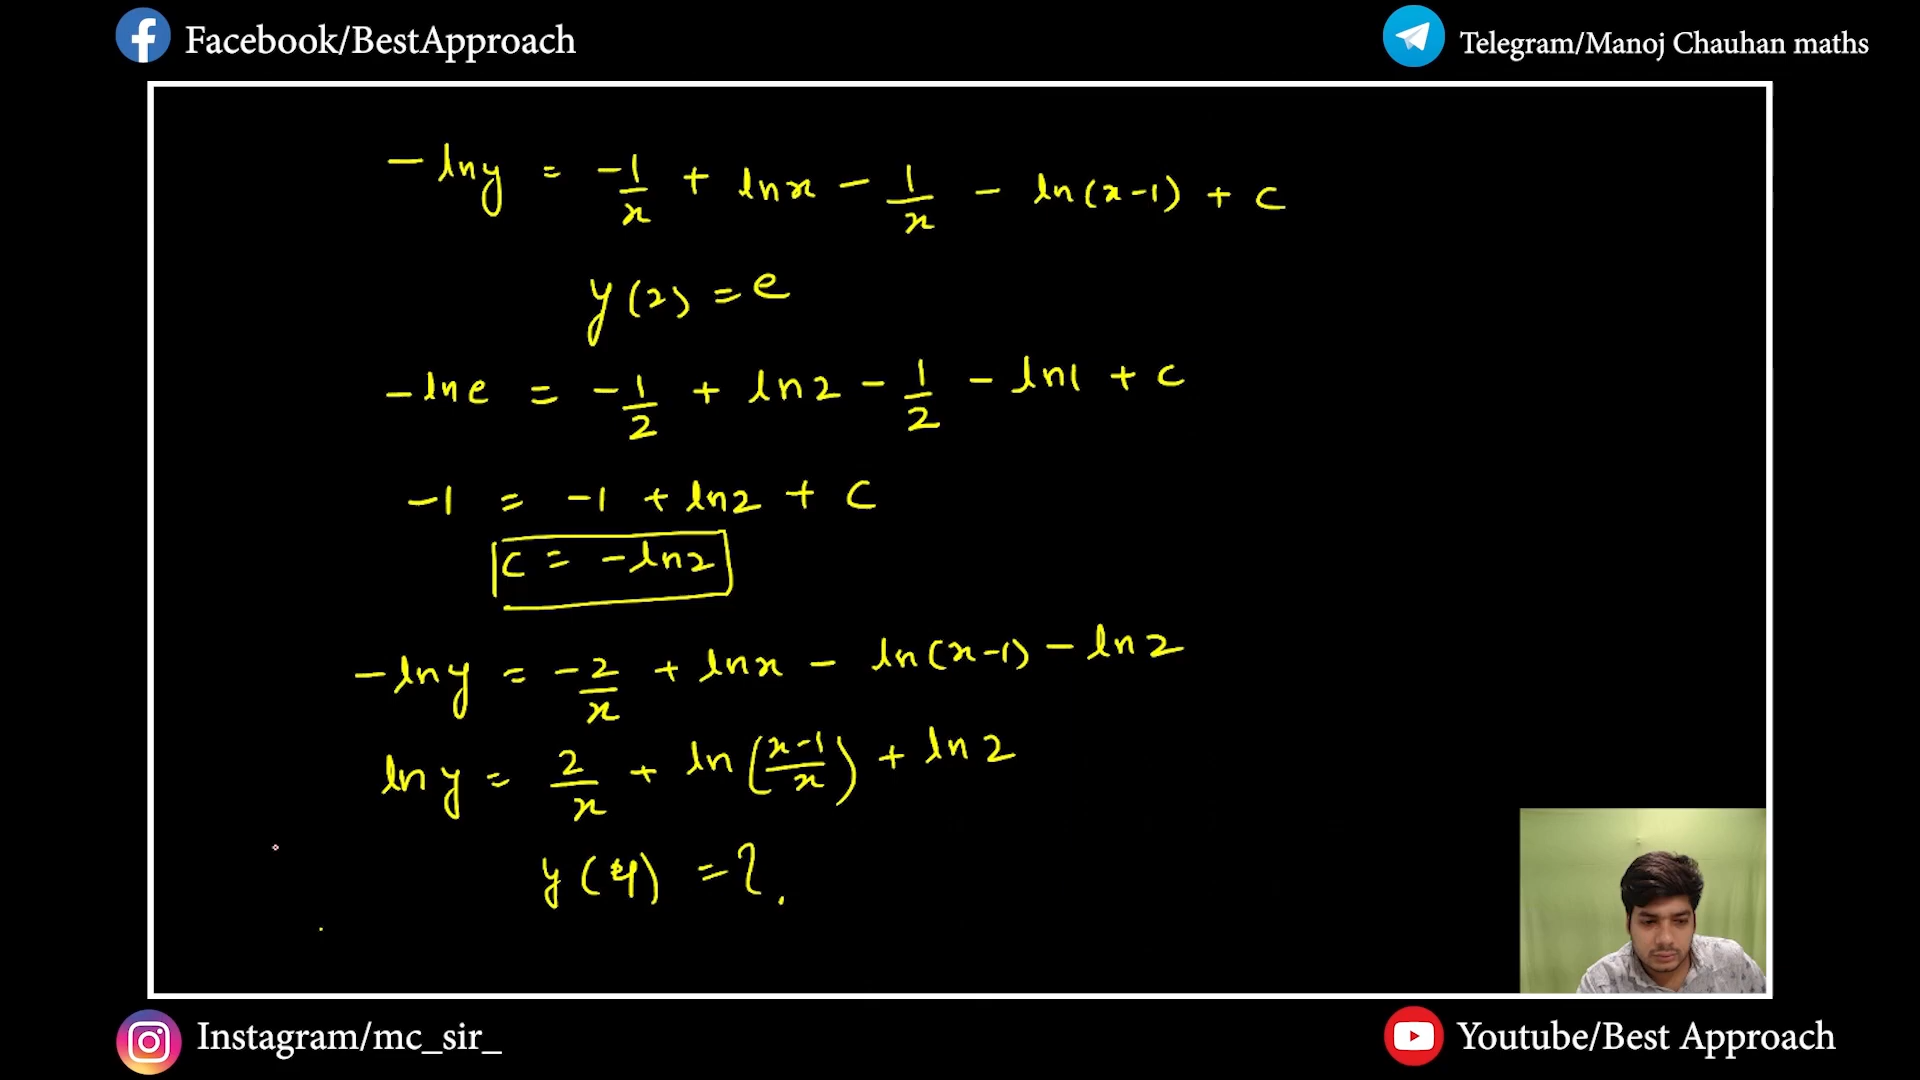 Facebook/BestApproach
Telegram/Manoj Chauhan maths
-ln y = -1/x + ln x - 1/x - ln(x-1) + c
y(2) = e
-ln e = -1/2 + ln 2 - 1/2 - ln 1 + c
-1 = -1 + ln 2 + c
c = -ln 2
-ln y = -2/x + ln x - ln(x-1) - ln 2
ln y = 2/x + ln((x-1)/x) + ln 2
y(4) = ?
Instagram/mc_sir_
Youtube/Best Approach